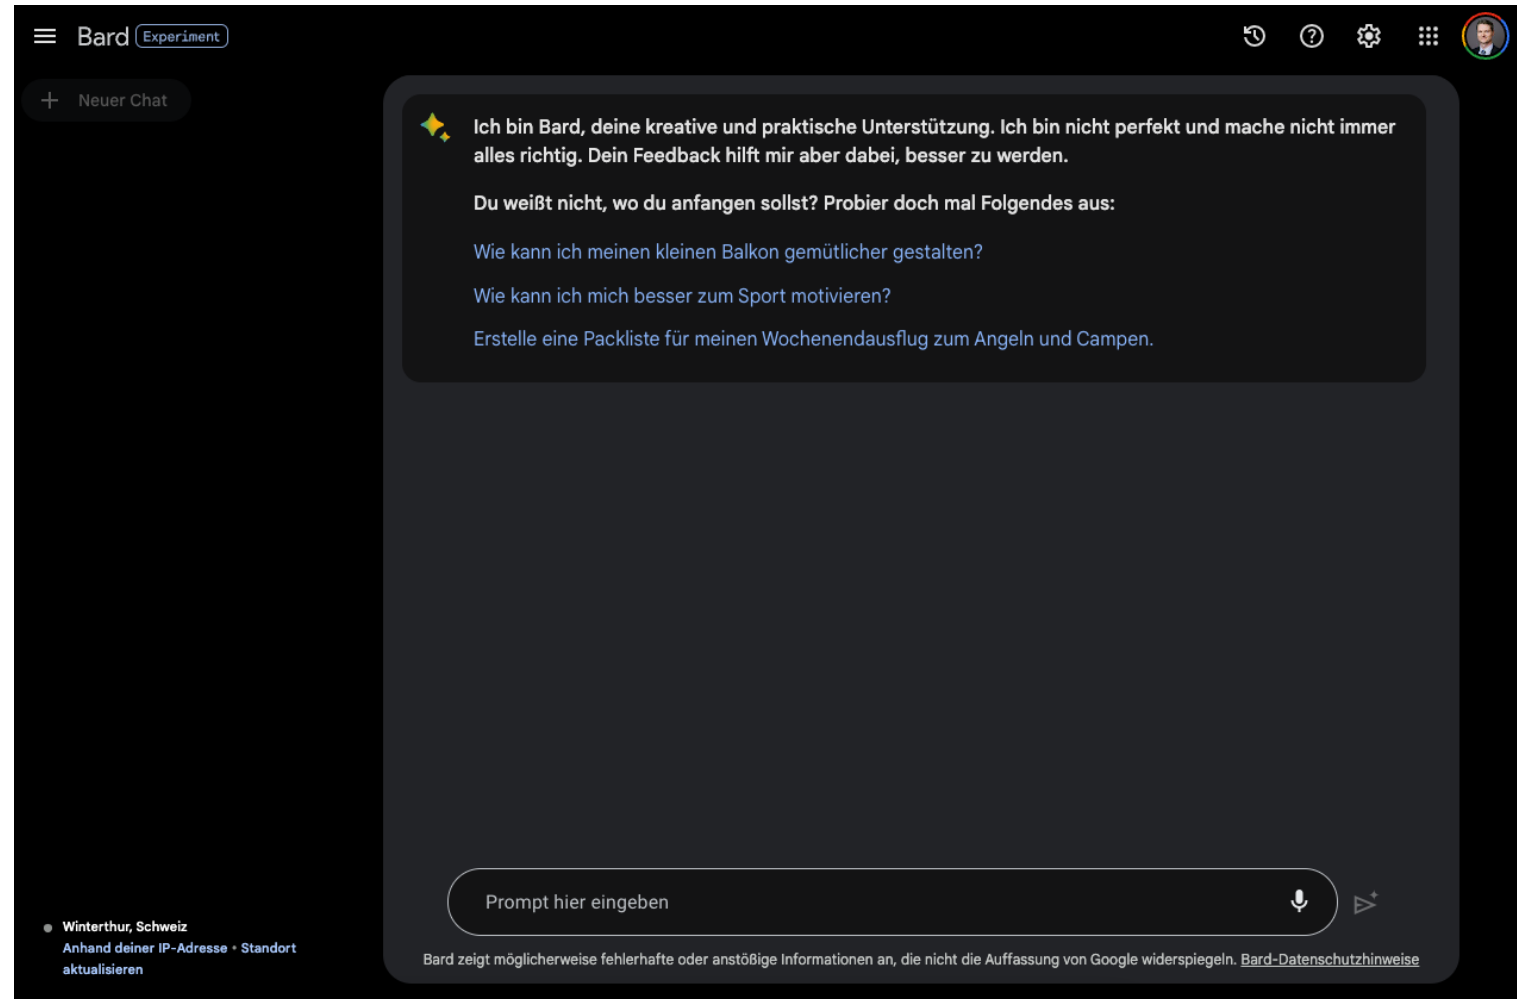 Bard Experiment
Neuer Chat
Ich bin Bard, deine kreative und praktische Unterstützung. Ich bin nicht perfekt und mache nicht immer
alles richtig. Dein Feedback hilft mir aber dabei, besser zu werden.
Du weißt nicht, wo du anfangen sollst? Probier doch mal Folgendes aus:
Wie kann ich meinen kleinen Balkon gemütlicher gestalten?
Wie kann ich mich besser zum Sport motivieren?
Erstelle eine Packliste für meinen Wochenendausflug zum Angeln und Campen.
Prompt hier eingeben
Winterthur, Schweiz
Anhand deiner IP-Adresse • Standort
aktualisieren
Bard zeigt möglicherweise fehlerhafte oder anstößige Informationen an, die nicht die Auffassung von Google widerspiegeln. Bard-Datenschutzhinweise